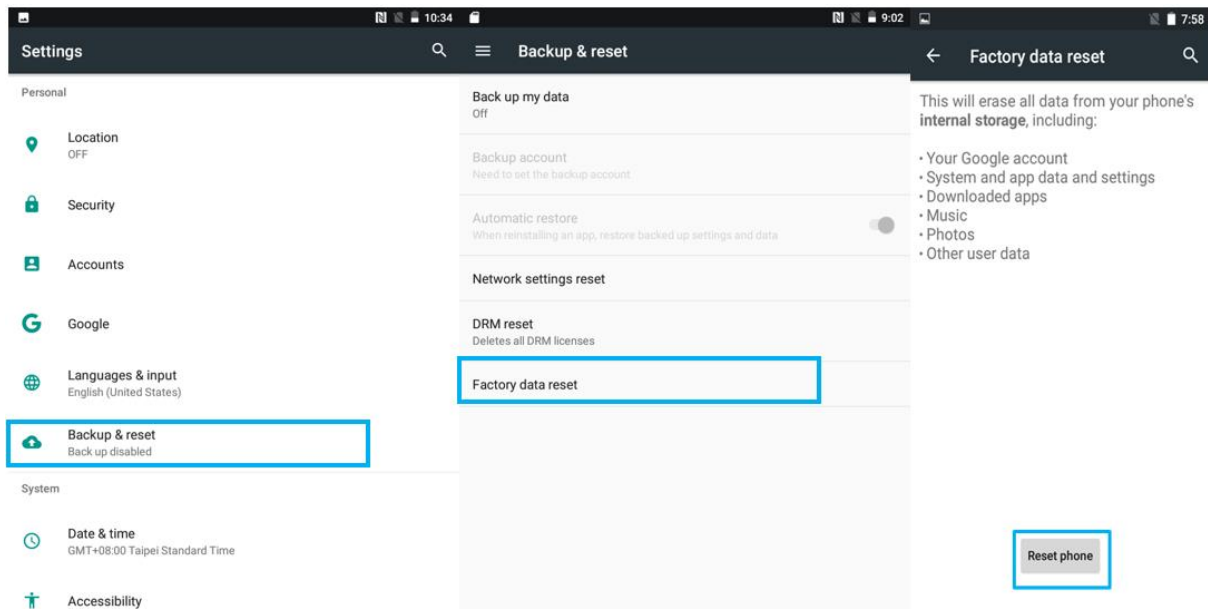 10:34
Settings
Personal
Location
OFF
Security
Accounts
Google
Languages & input
English (United States)
Backup & reset
Back up disabled
System
Date & time
GMT+08:00 Taipei Standard Time
Accessibility
9:02
Backup & reset
Back up my data
Off
Backup account
Need to set the backup account
Automatic restore
When reinstalling an app, restore backed up settings and data
Network settings reset
DRM reset
Deletes all DRM licenses
Factory data reset
7:58
Factory data reset
This will erase all data from your phone's
internal storage, including:
• Your Google account
• System and app data and settings
• Downloaded apps
• Music
• Photos
• Other user data
Reset phone